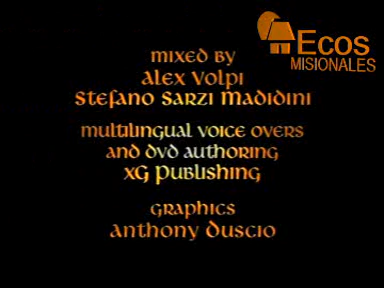 Ecos
MISIONALES
mixed by
Alex Volpi
Stefano Sarzi Madidini
multilingual voice overs
and dvd authoring
xG Publishing
graphics
Anthony Duscio